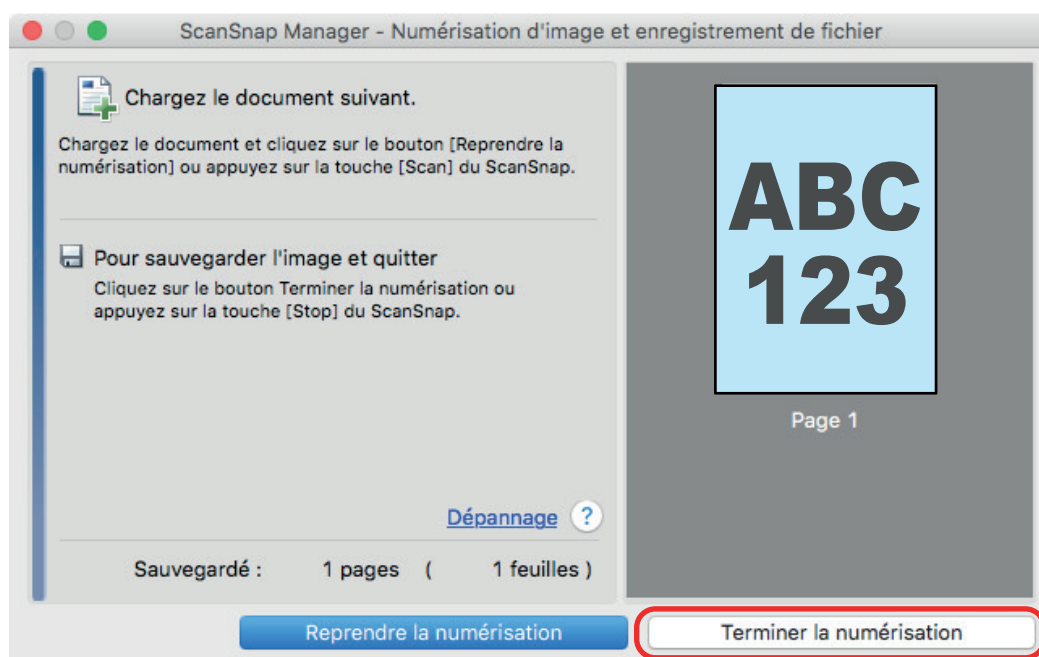 ScanSnap Manager - Numérisation d'image et enregistrement de fichier
Chargez le document suivant.
Chargez le document et cliquez sur le bouton [Reprendre la
numérisation] ou appuyez sur la touche [Scan] du ScanSnap.
Pour sauvegarder l'image et quitter
Cliquez sur le bouton Terminer la numérisation ou
appuyez sur la touche [Stop] du ScanSnap.
Dépannage ?
Sauvegardé : 1 pages ( 1 feuilles )
ABC
123
Page 1
Reprendre la numérisation
Terminer la numérisation